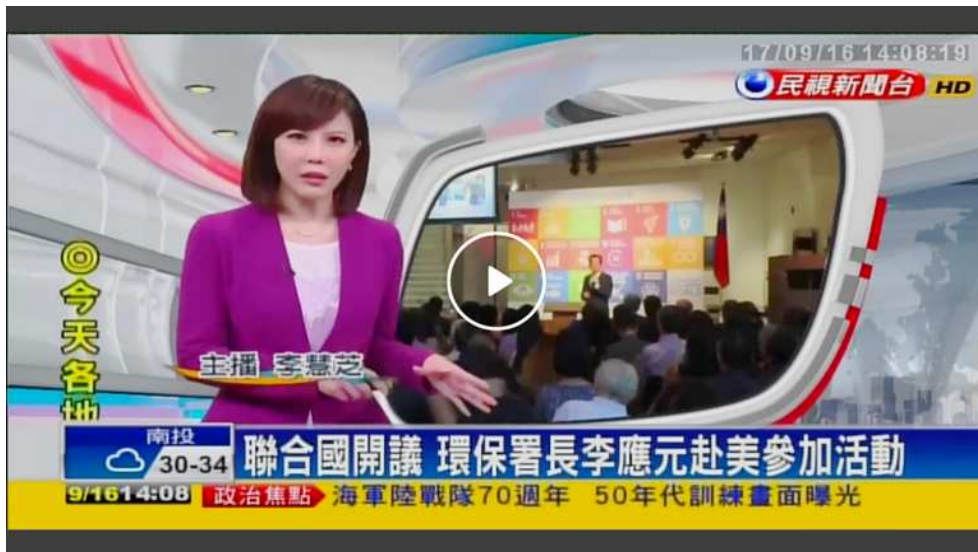 17/09/16 14:08:19
民視新聞台 HD
◎今天各地
主播 李慧芝
南投
30-34
聯合國開議 環保署長李應元赴美參加活動
9/16 14:08
政治焦點 海軍陸戰隊70週年 50年代訓練畫面曝光